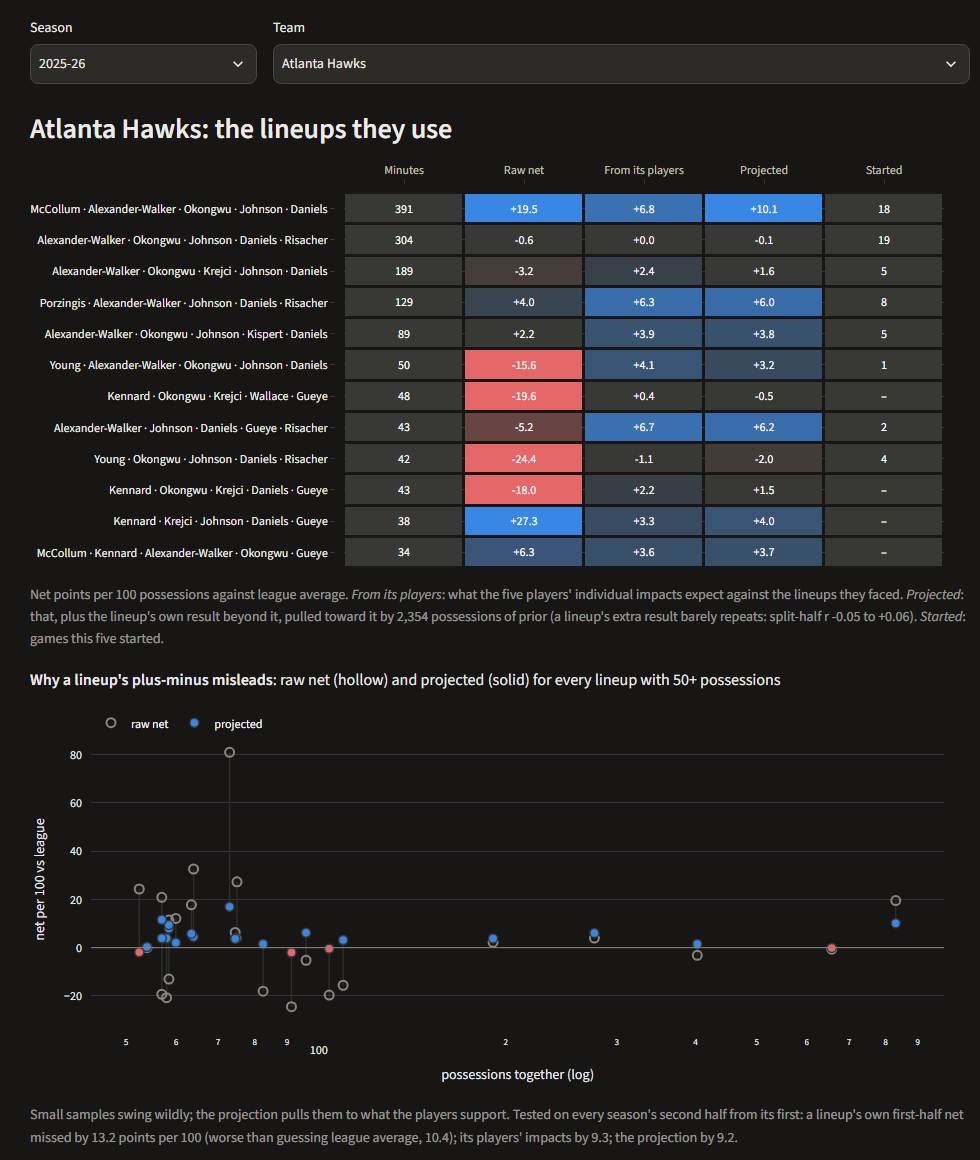 Season
Team
2025-26
Atlanta Hawks
Atlanta Hawks: the lineups they use
Minutes Raw net From its players Projected Started
McCollum · Alexander-Walker · Okongwu · Johnson · Daniels 391 +19.5 +6.8 +10.1 18
Alexander-Walker · Okongwu · Johnson · Daniels · Risacher 304 -0.6 +0.0 -0.1 19
Alexander-Walker · Okongwu · Krejci · Johnson · Daniels 189 -3.2 +2.4 +1.6 5
Porzingis · Alexander-Walker · Johnson · Daniels · Risacher 129 +4.0 +6.3 +6.0 8
Alexander-Walker · Okongwu · Johnson · Kispert · Daniels 89 +2.2 +3.9 +3.8 5
Young · Alexander-Walker · Okongwu · Johnson · Daniels 50 -15.6 +4.1 +3.2 1
Kennard · Okongwu · Krejci · Wallace · Gueye 48 -19.6 +0.4 -0.5 –
Alexander-Walker · Johnson · Daniels · Gueye · Risacher 43 -5.2 +6.7 +6.2 2
Young · Okongwu · Johnson · Daniels · Risacher 42 -24.4 -1.1 -2.0 4
Kennard · Okongwu · Krejci · Daniels · Gueye 43 -18.0 +2.2 +1.5 –
Kennard · Krejci · Johnson · Daniels · Gueye 38 +27.3 +3.3 +4.0 –
McCollum · Kennard · Alexander-Walker · Okongwu · Gueye 34 +6.3 +3.6 +3.7 –
Net points per 100 possessions against league average. From its players: what the five players' individual impacts expect against the lineups they faced. Projected:
that, plus the lineup's own result beyond it, pulled toward it by 2,354 possessions of prior (a lineup's extra result barely repeats: split-half r -0.05 to +0.06). Started:
games this five started.
Why a lineup's plus-minus misleads: raw net (hollow) and projected (solid) for every lineup with 50+ possessions
raw net projected
80
60
40
20
0
−20
net per 100 vs league
5 6 7 8 9 100 2 3 4 5 6 7 8 9
possessions together (log)
Small samples swing wildly; the projection pulls them to what the players support. Tested on every season's second half from its first: a lineup's own first-half net
missed by 13.2 points per 100 (worse than guessing league average, 10.4); its players' impacts by 9.3; the projection by 9.2.